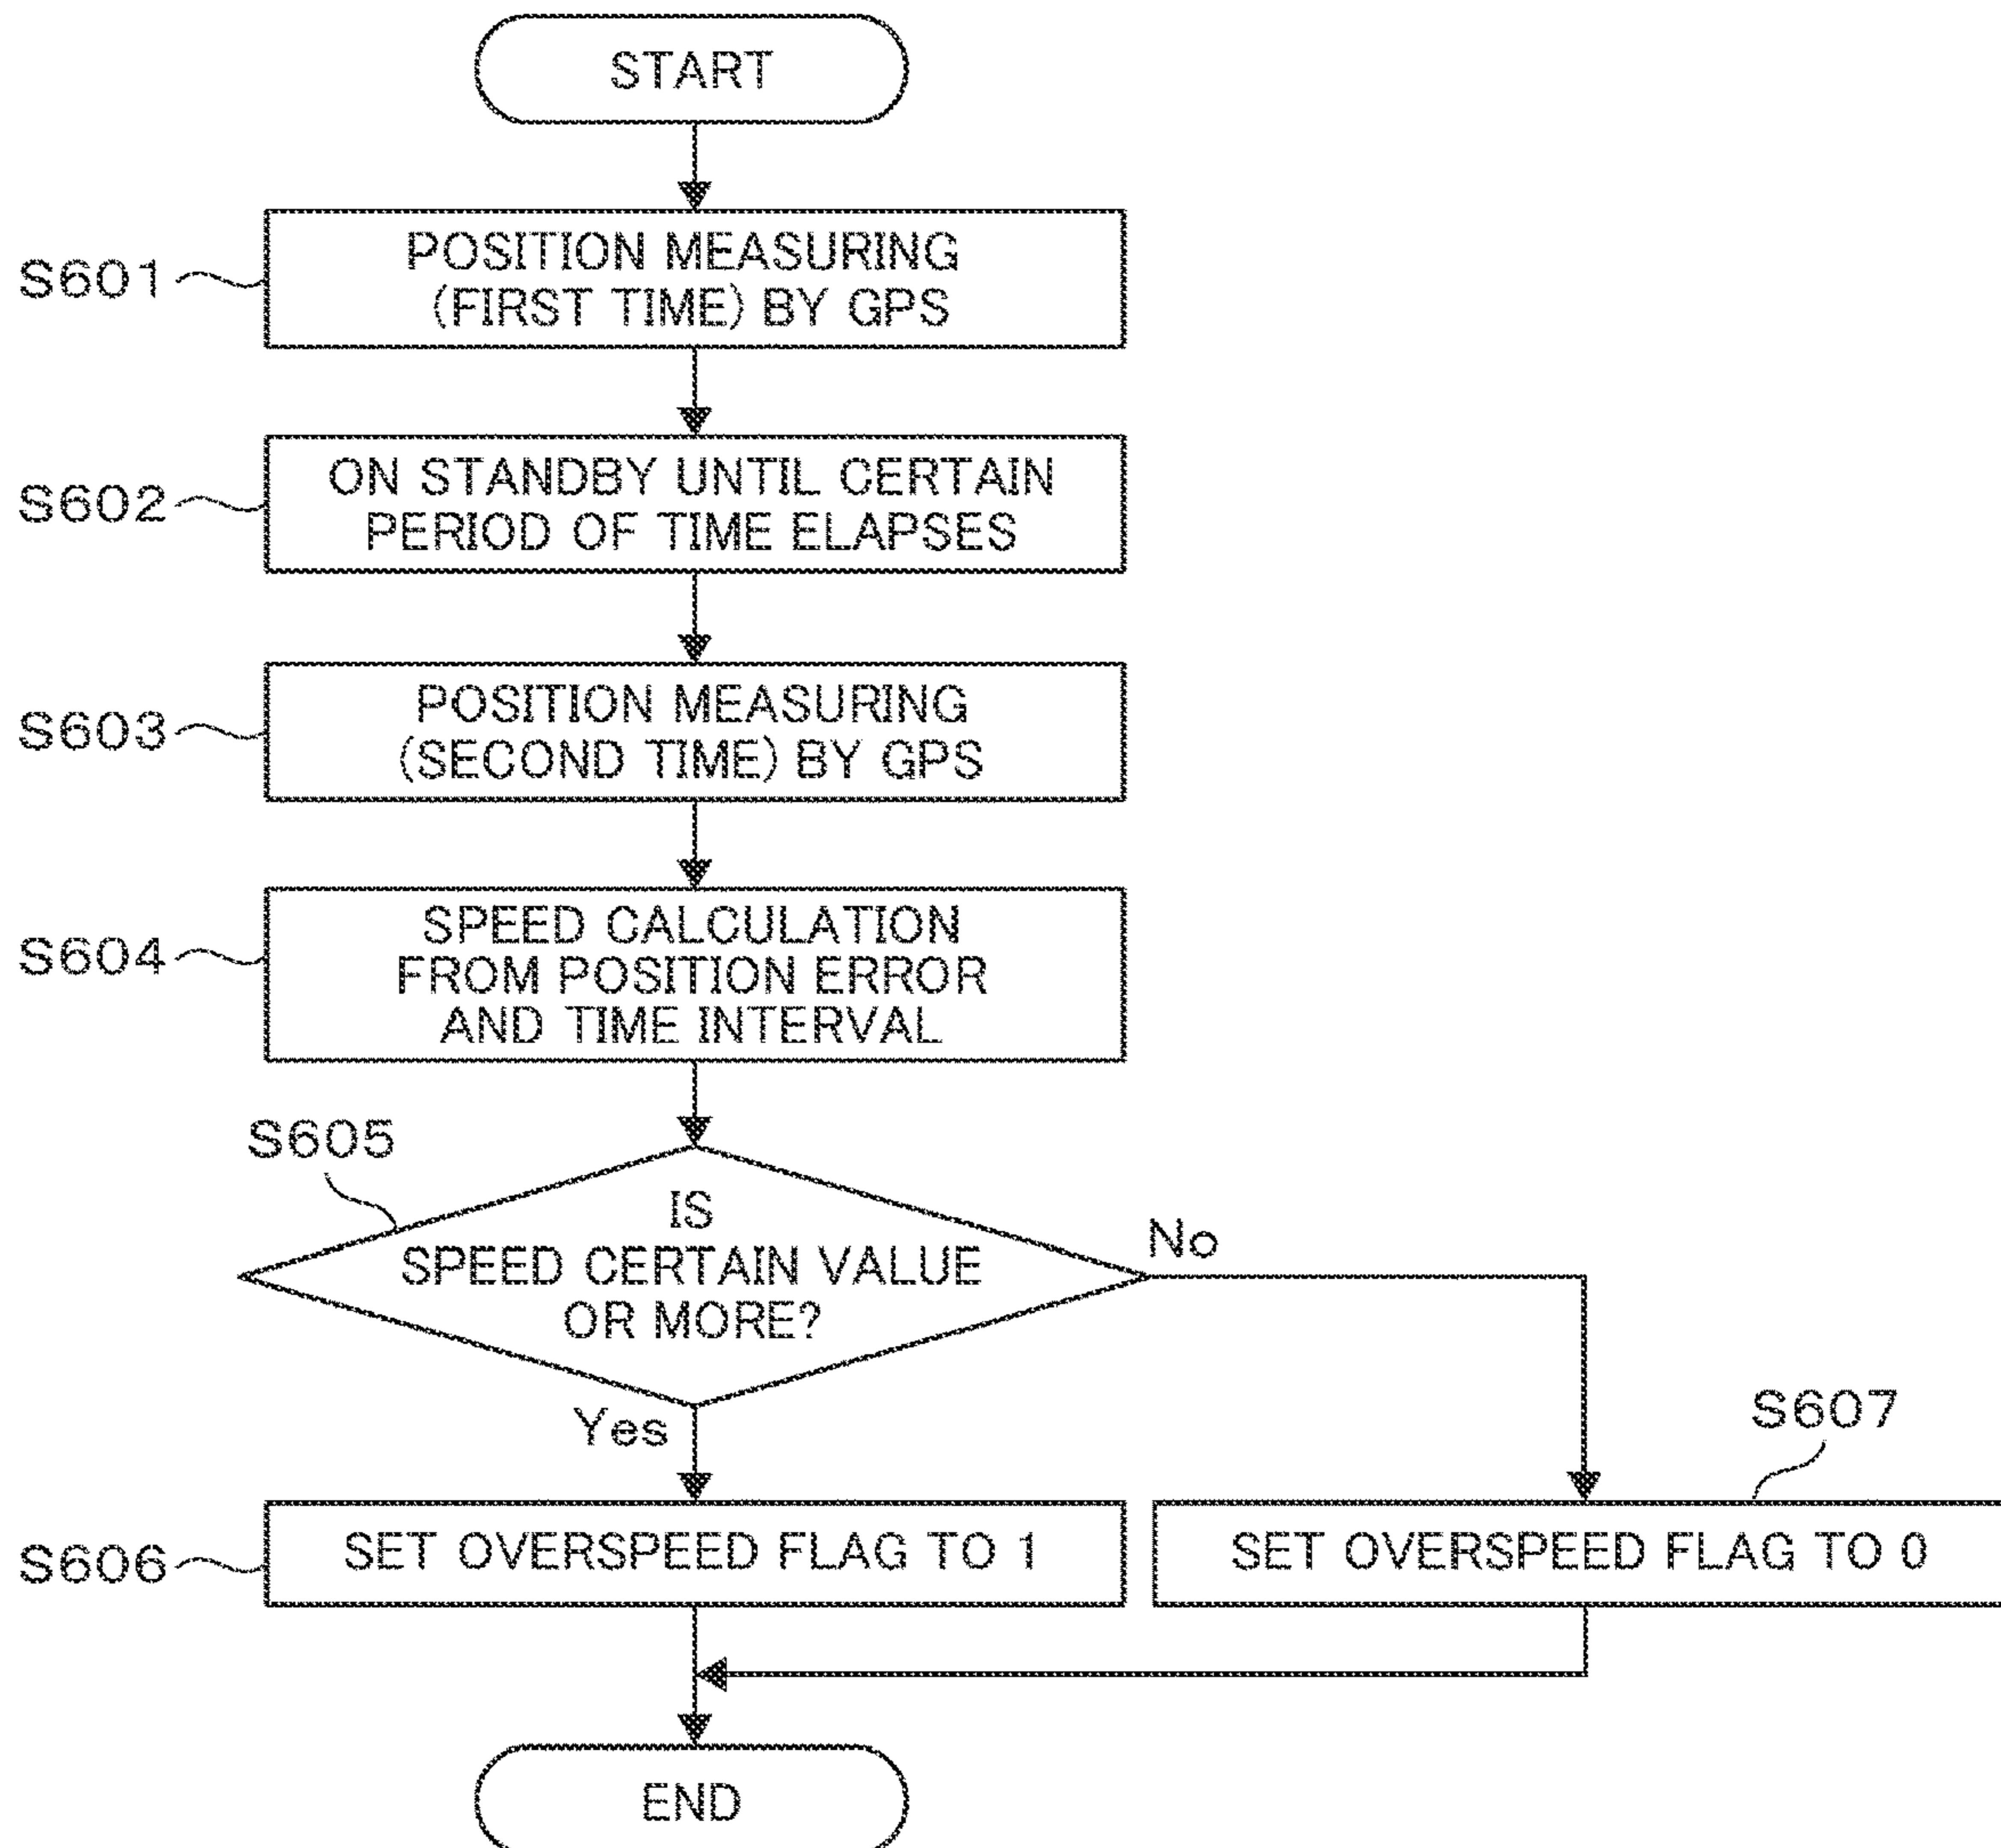 START
S601
POSITION MEASURING
(FIRST TIME) BY GPS
S602
ON STANDBY UNTIL CERTAIN
PERIOD OF TIME ELAPSES
S603
POSITION MEASURING
(SECOND TIME) BY GPS
S604
SPEED CALCULATION
FROM POSITION ERROR
AND TIME INTERVAL
S605
IS
SPEED CERTAIN VALUE
OR MORE?
No
Yes
S607
S606
SET OVERSPEED FLAG TO 1
SET OVERSPEED FLAG TO 0
END